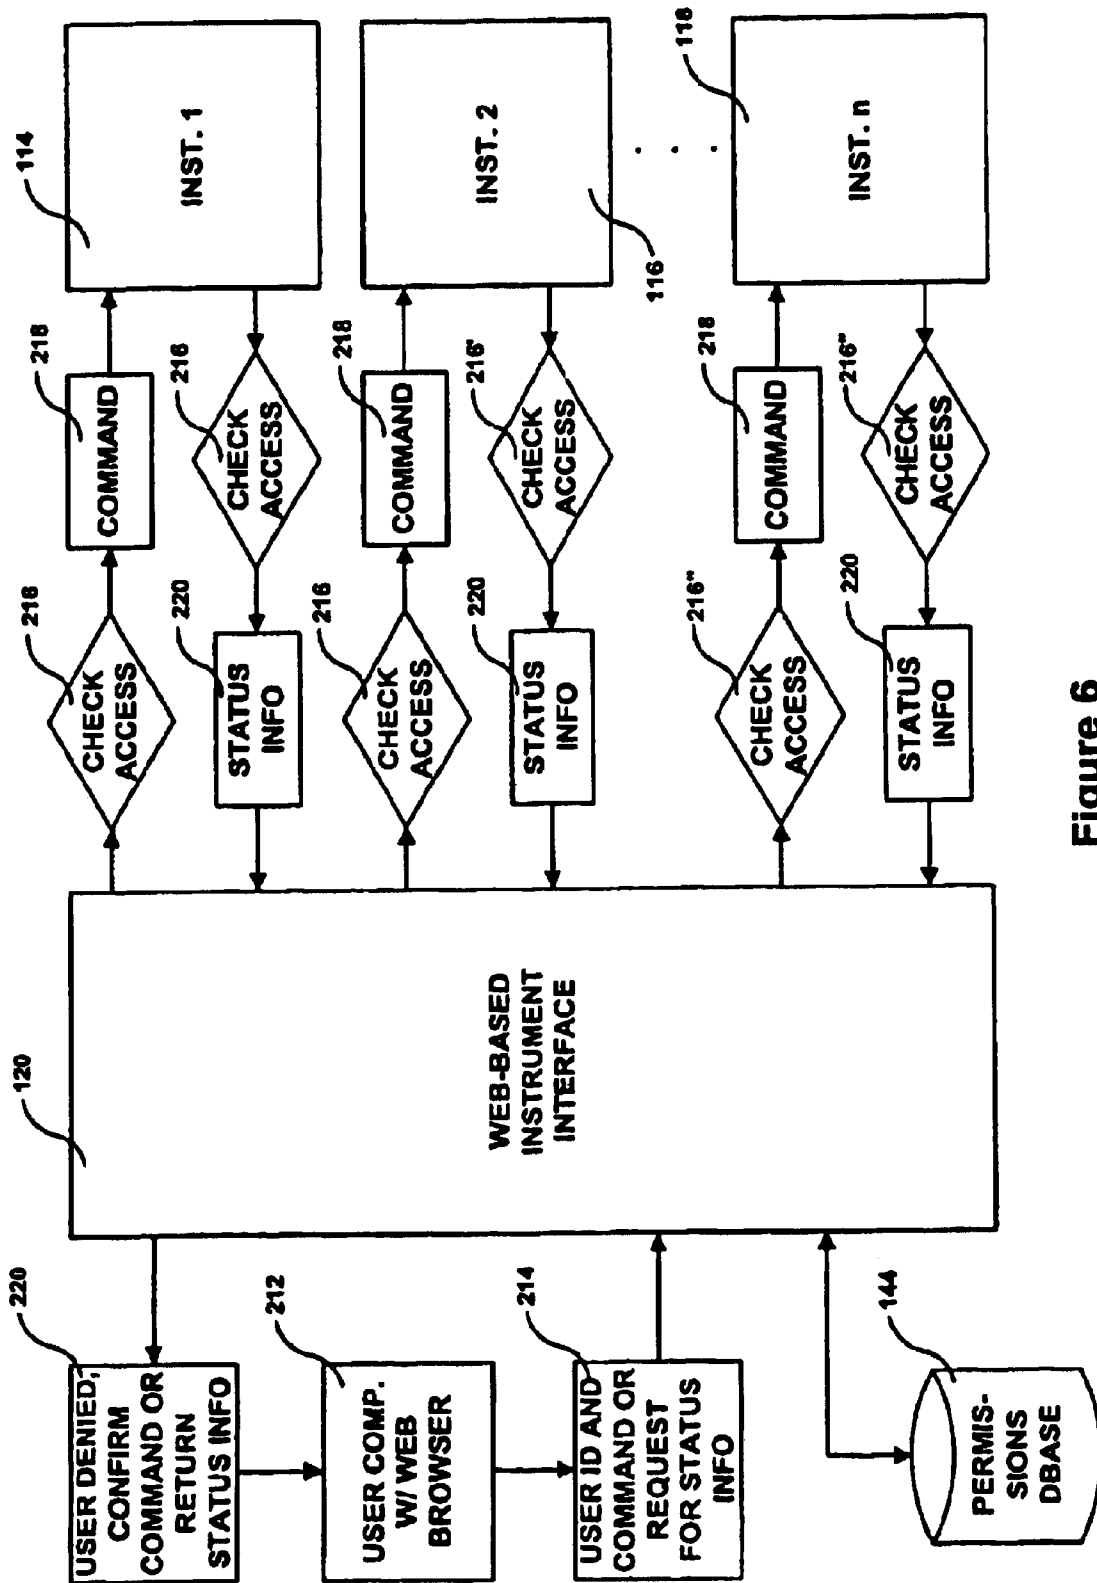 220
USER DENIED,
CONFIRM
COMMAND OR
RETURN
STATUS INFO
212
USER COMP.
W/ WEB
BROWSER
214
USER ID AND
COMMAND OR
REQUEST
FOR STATUS
INFO
144
PERMIS-
SIONS
DBASE
120
WEB-BASED
INSTRUMENT
INTERFACE
216
CHECK
ACCESS
218
COMMAND
114
INST. 1
216
CHECK
ACCESS
220
STATUS
INFO
216
CHECK
ACCESS
218
COMMAND
116
INST. 2
216'
CHECK
ACCESS
220
STATUS
INFO
. . .
216"
CHECK
ACCESS
218
COMMAND
118
INST. n
216"
CHECK
ACCESS
220
STATUS
INFO
Figure 6